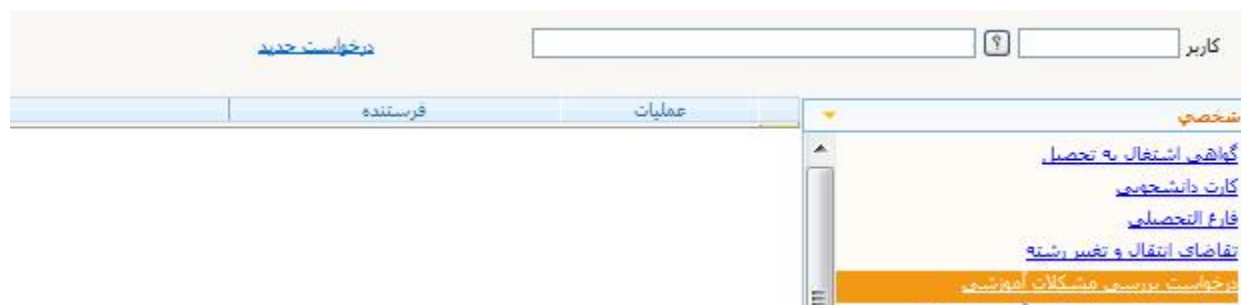 کاربر ؟ درخواست جدید
شخصي عملیات فرستنده
گواهی اشتغال به تحصیل
کارت دانشجویی
فارغ التحصیلی
تقاضای انتقال و تغییر رشته
درخواست بررسی مشکلات آموزشی